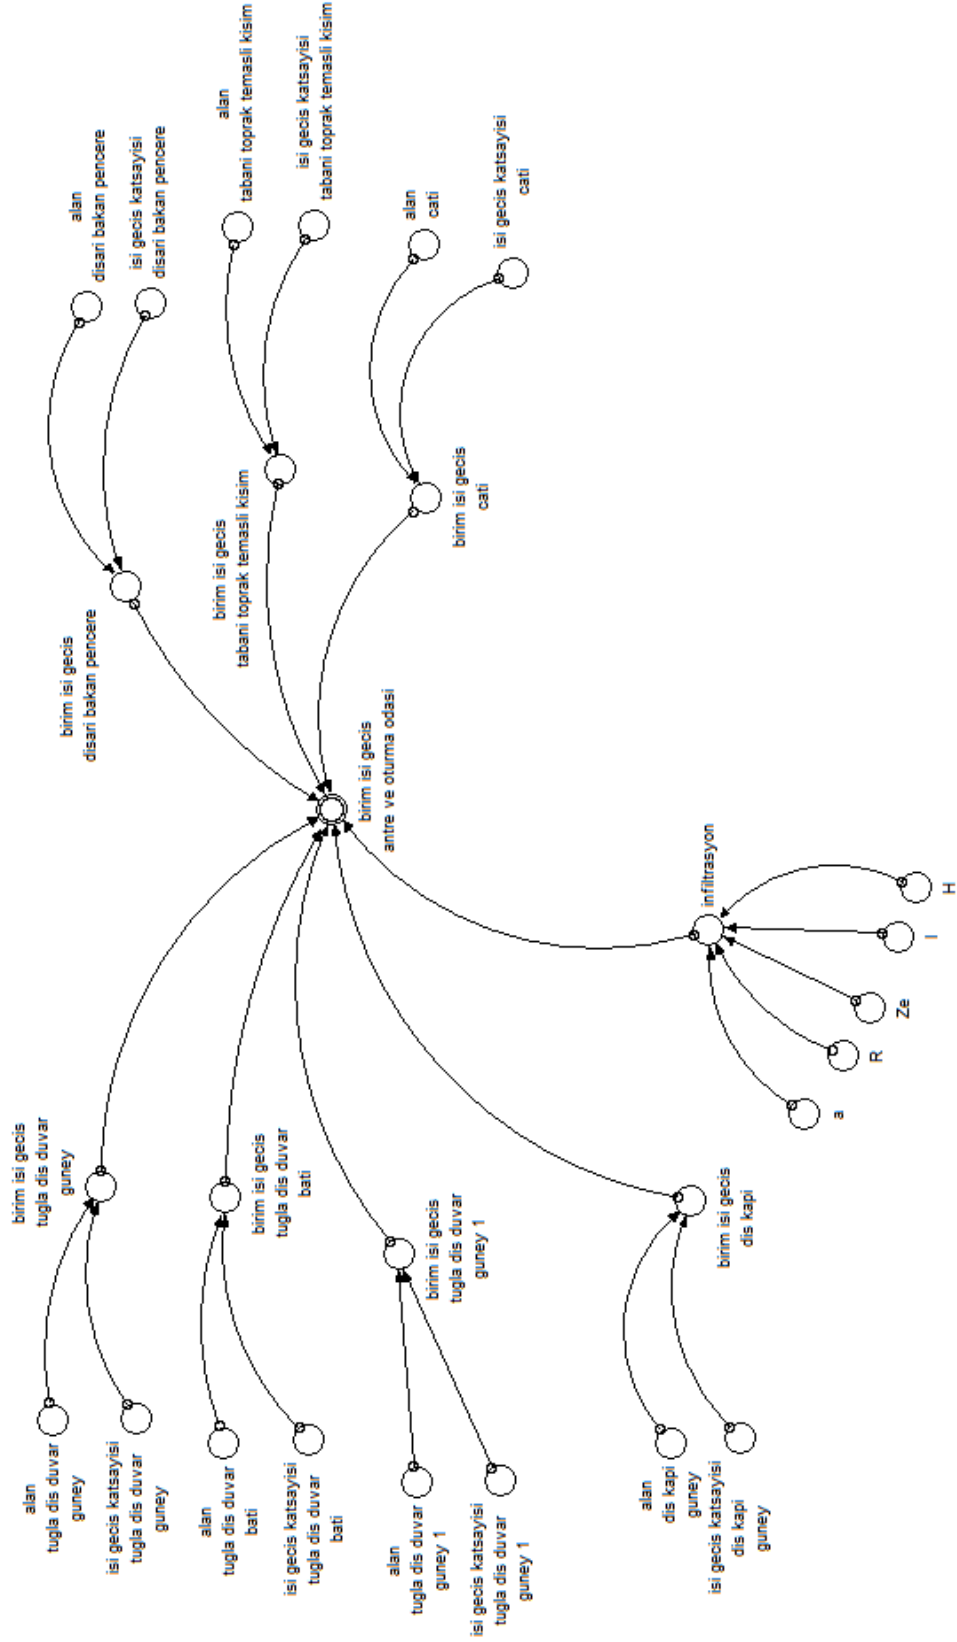 alan
tugla dis duvar
guney
isi gecis katsayisi
tugla dis duvar
guney
birim isi gecis
tugla dis duvar
guney
alan
tugla dis duvar
bati
isi gecis katsayisi
tugla dis duvar
bati
birim isi gecis
tugla dis duvar
bati
alan
tugla dis duvar
guney 1
isi gecis katsayisi
tugla dis duvar
guney 1
birim isi gecis
tugla dis duvar
guney 1
alan
dis kapi
guney
isi gecis katsayisi
dis kapi
guney
birim isi gecis
dis kapi
a
R
Ze
I
H
infiltrasyon
birim isi gecis
antre ve oturma odasi
birim isi gecis
disari bakan pencere
alan
disari bakan pencere
isi gecis katsayisi
disari bakan pencere
birim isi gecis
tabani toprak temasli kisim
alan
tabani toprak temasli kisim
isi gecis katsayisi
tabani toprak temasli kisim
birim isi gecis
cati
alan
cati
isi gecis katsayisi
cati